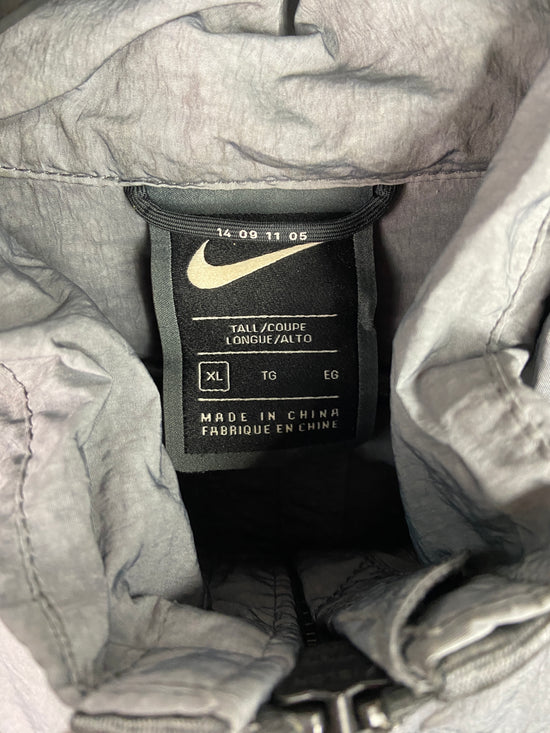 14 09 11 05
TALL/COUPE
LONGUE/ALTO
XL TG EG
MADE IN CHINA
FABRIQUE EN CHINE